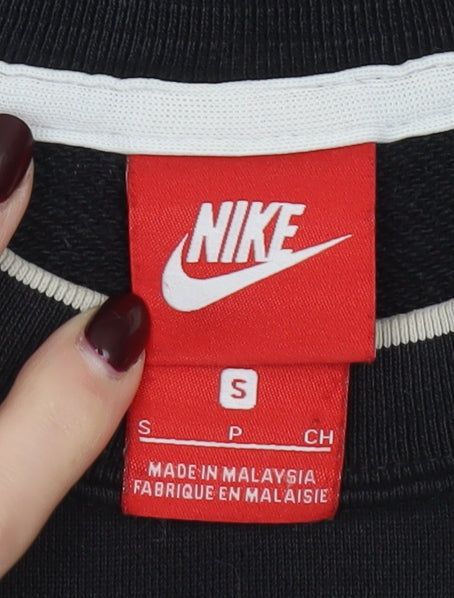 NIKE
S
S P CH
MADE IN MALAYSIA
FABRIQUE EN MALAISIE